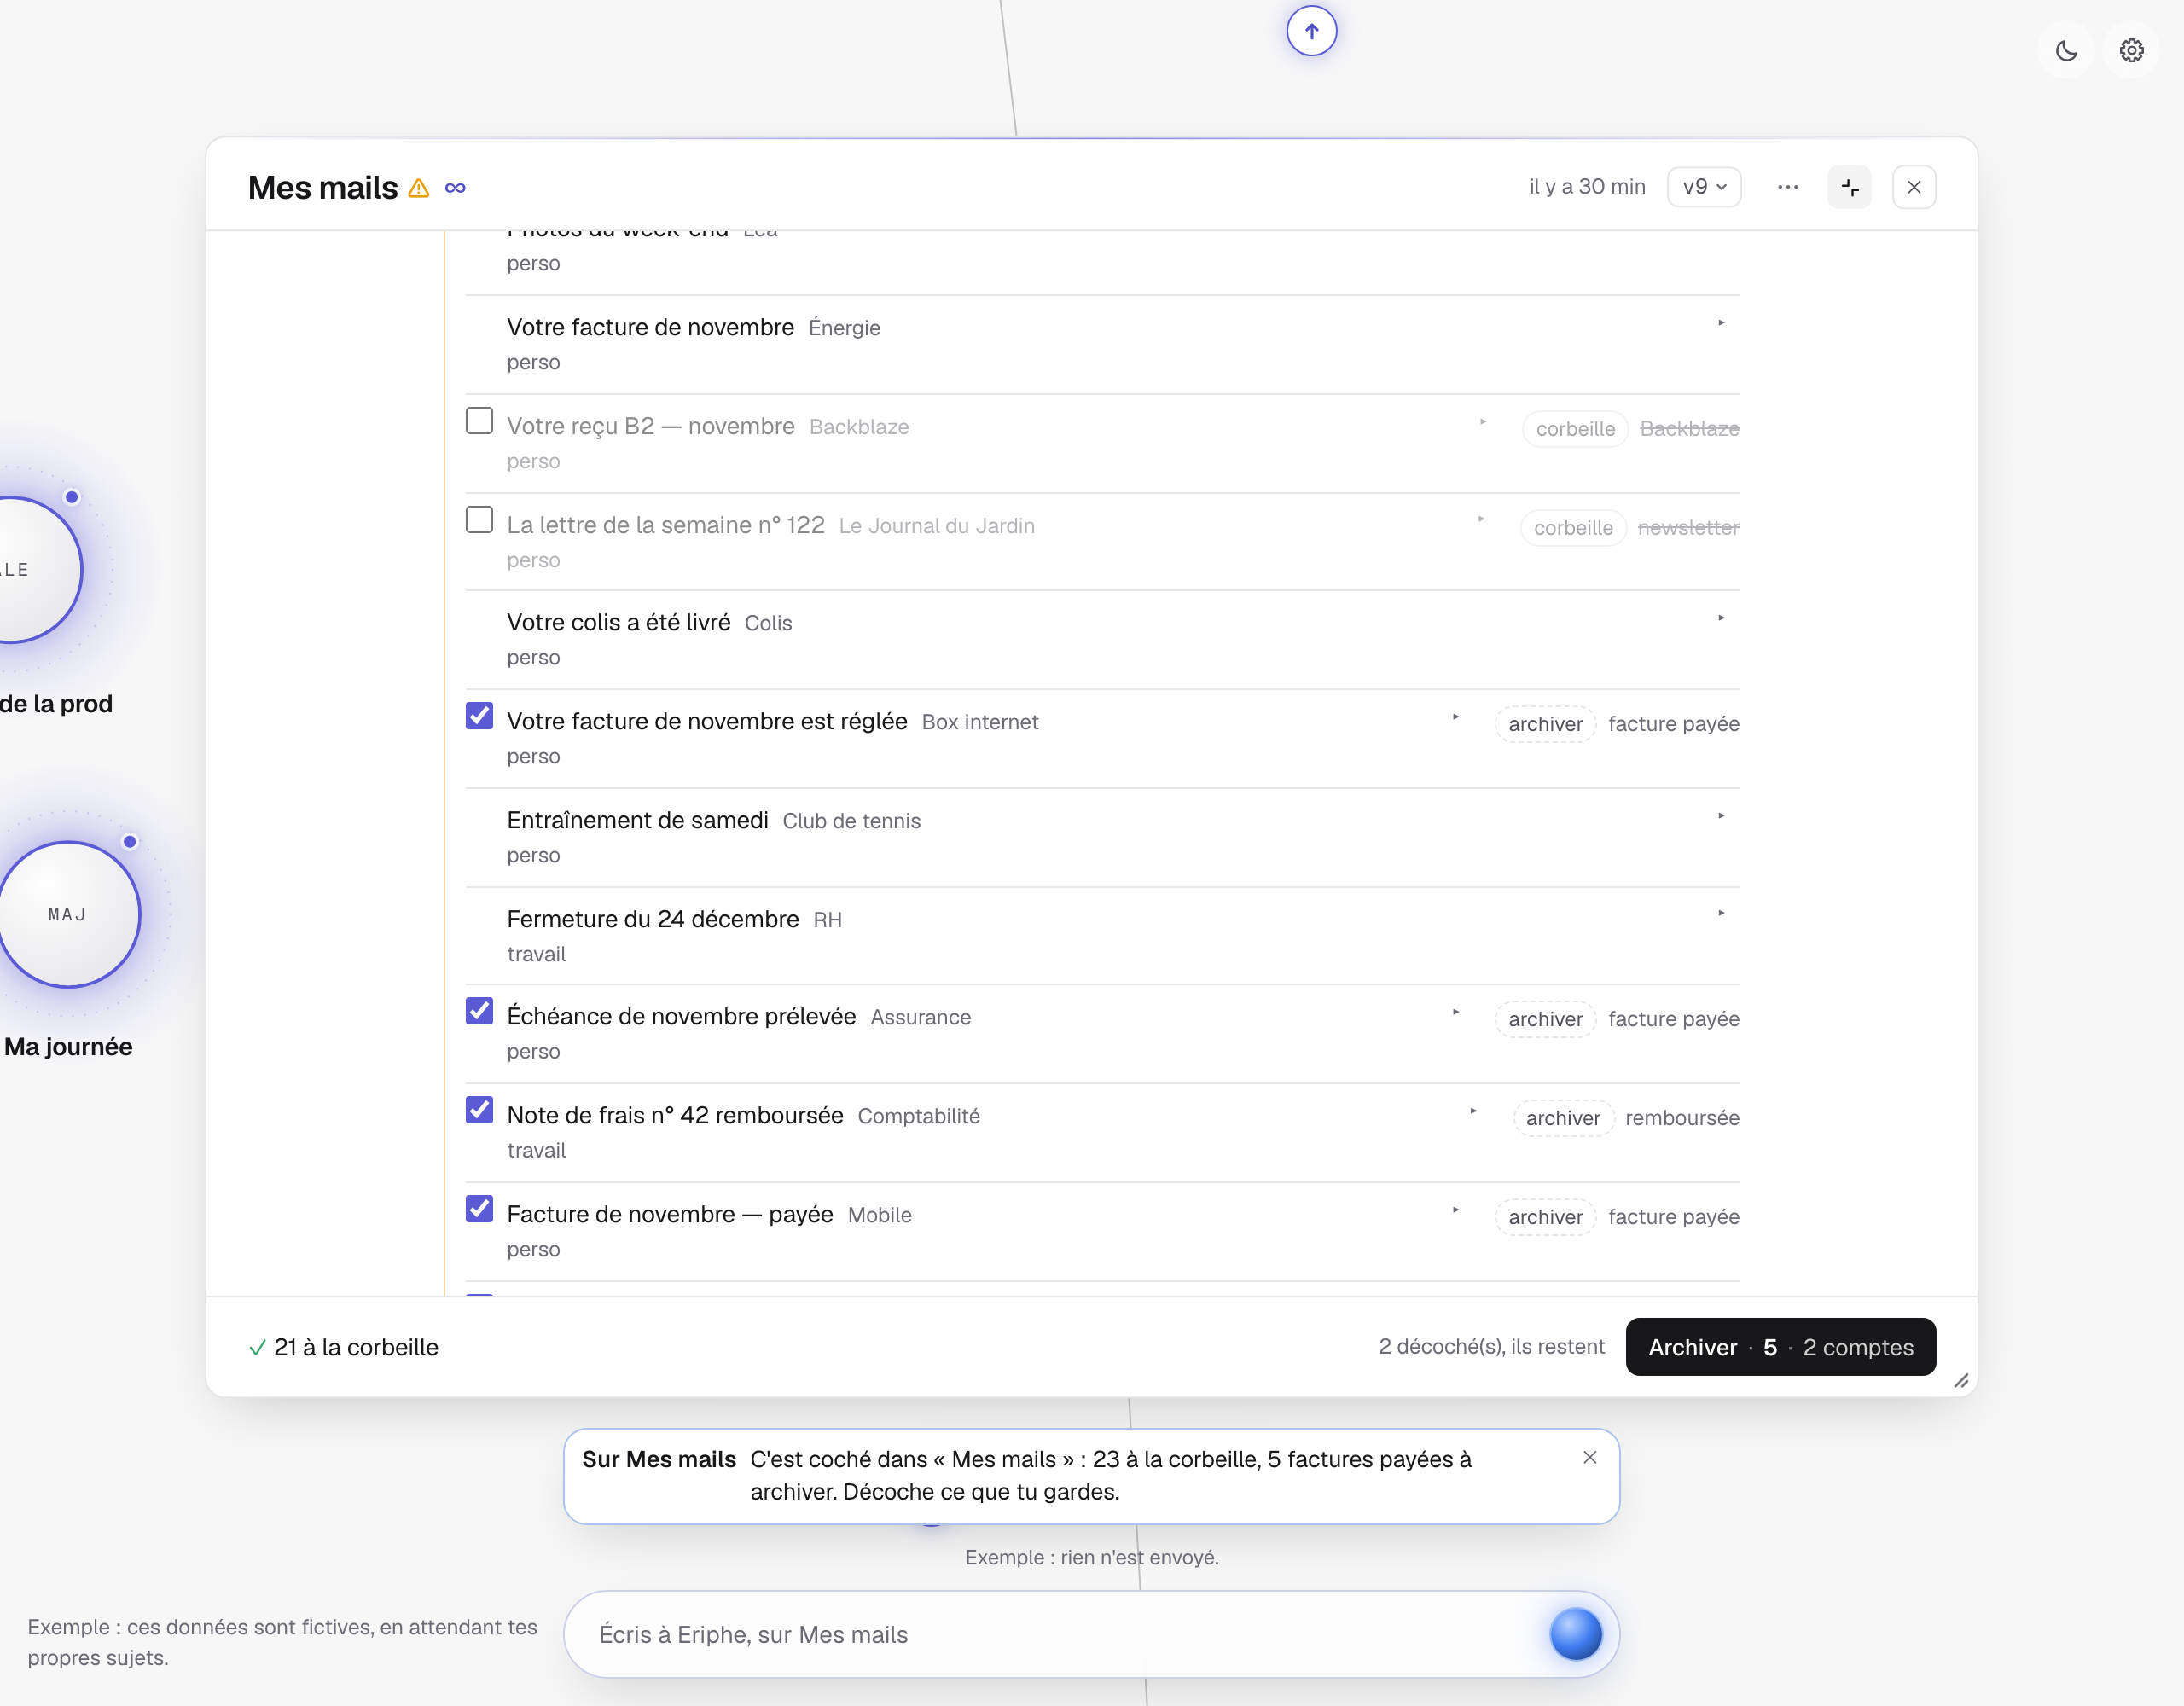 Mes mails
il y a 30 min
v9
Photos du week-end Léa
perso
Votre facture de novembre Énergie
perso
Votre reçu B2 — novembre Backblaze
corbeille Backblaze
perso
La lettre de la semaine n° 122 Le Journal du Jardin
corbeille newsletter
perso
Votre colis a été livré Colis
perso
Votre facture de novembre est réglée Box internet
archiver facture payée
perso
Entraînement de samedi Club de tennis
perso
Fermeture du 24 décembre RH
travail
Échéance de novembre prélevée Assurance
archiver facture payée
perso
Note de frais n° 42 remboursée Comptabilité
archiver remboursée
travail
Facture de novembre — payée Mobile
archiver facture payée
perso
21 à la corbeille
2 décoché(s), ils restent
Archiver · 5 · 2 comptes
de la prod
MAJ
Ma journée
Sur Mes mails C'est coché dans « Mes mails » : 23 à la corbeille, 5 factures payées à
archiver. Décoche ce que tu gardes.
Exemple : rien n'est envoyé.
Écris à Eriphe, sur Mes mails
Exemple : ces données sont fictives, en attendant tes
propres sujets.